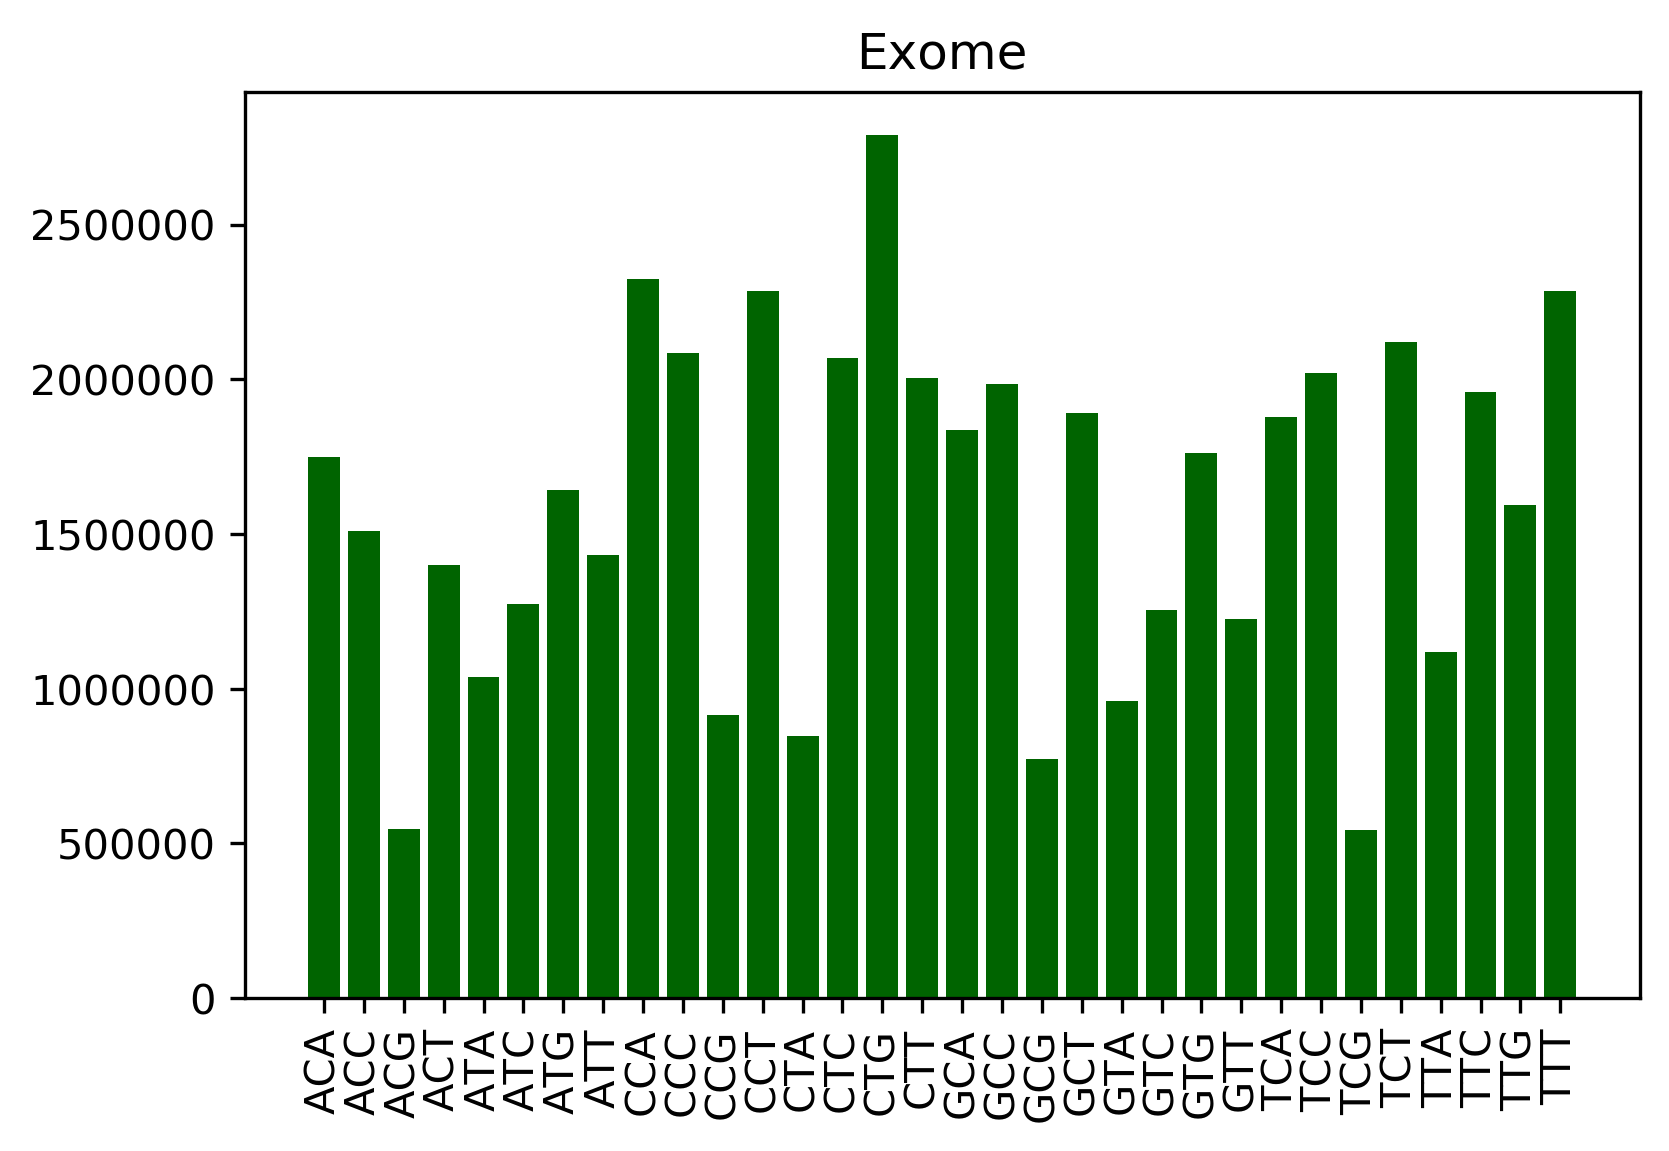 Exome
2500000
2000000
1500000
1000000
500000
0
ACA
ACC
ACG
ACT
ATA
ATC
ATG
ATT
CCA
CCC
CCG
CCT
CTA
CTC
CTG
CTT
GCA
GCC
GCG
GCT
GTA
GTC
GTG
GTT
TCA
TCC
TCG
TCT
TTA
TTC
TTG
TTT